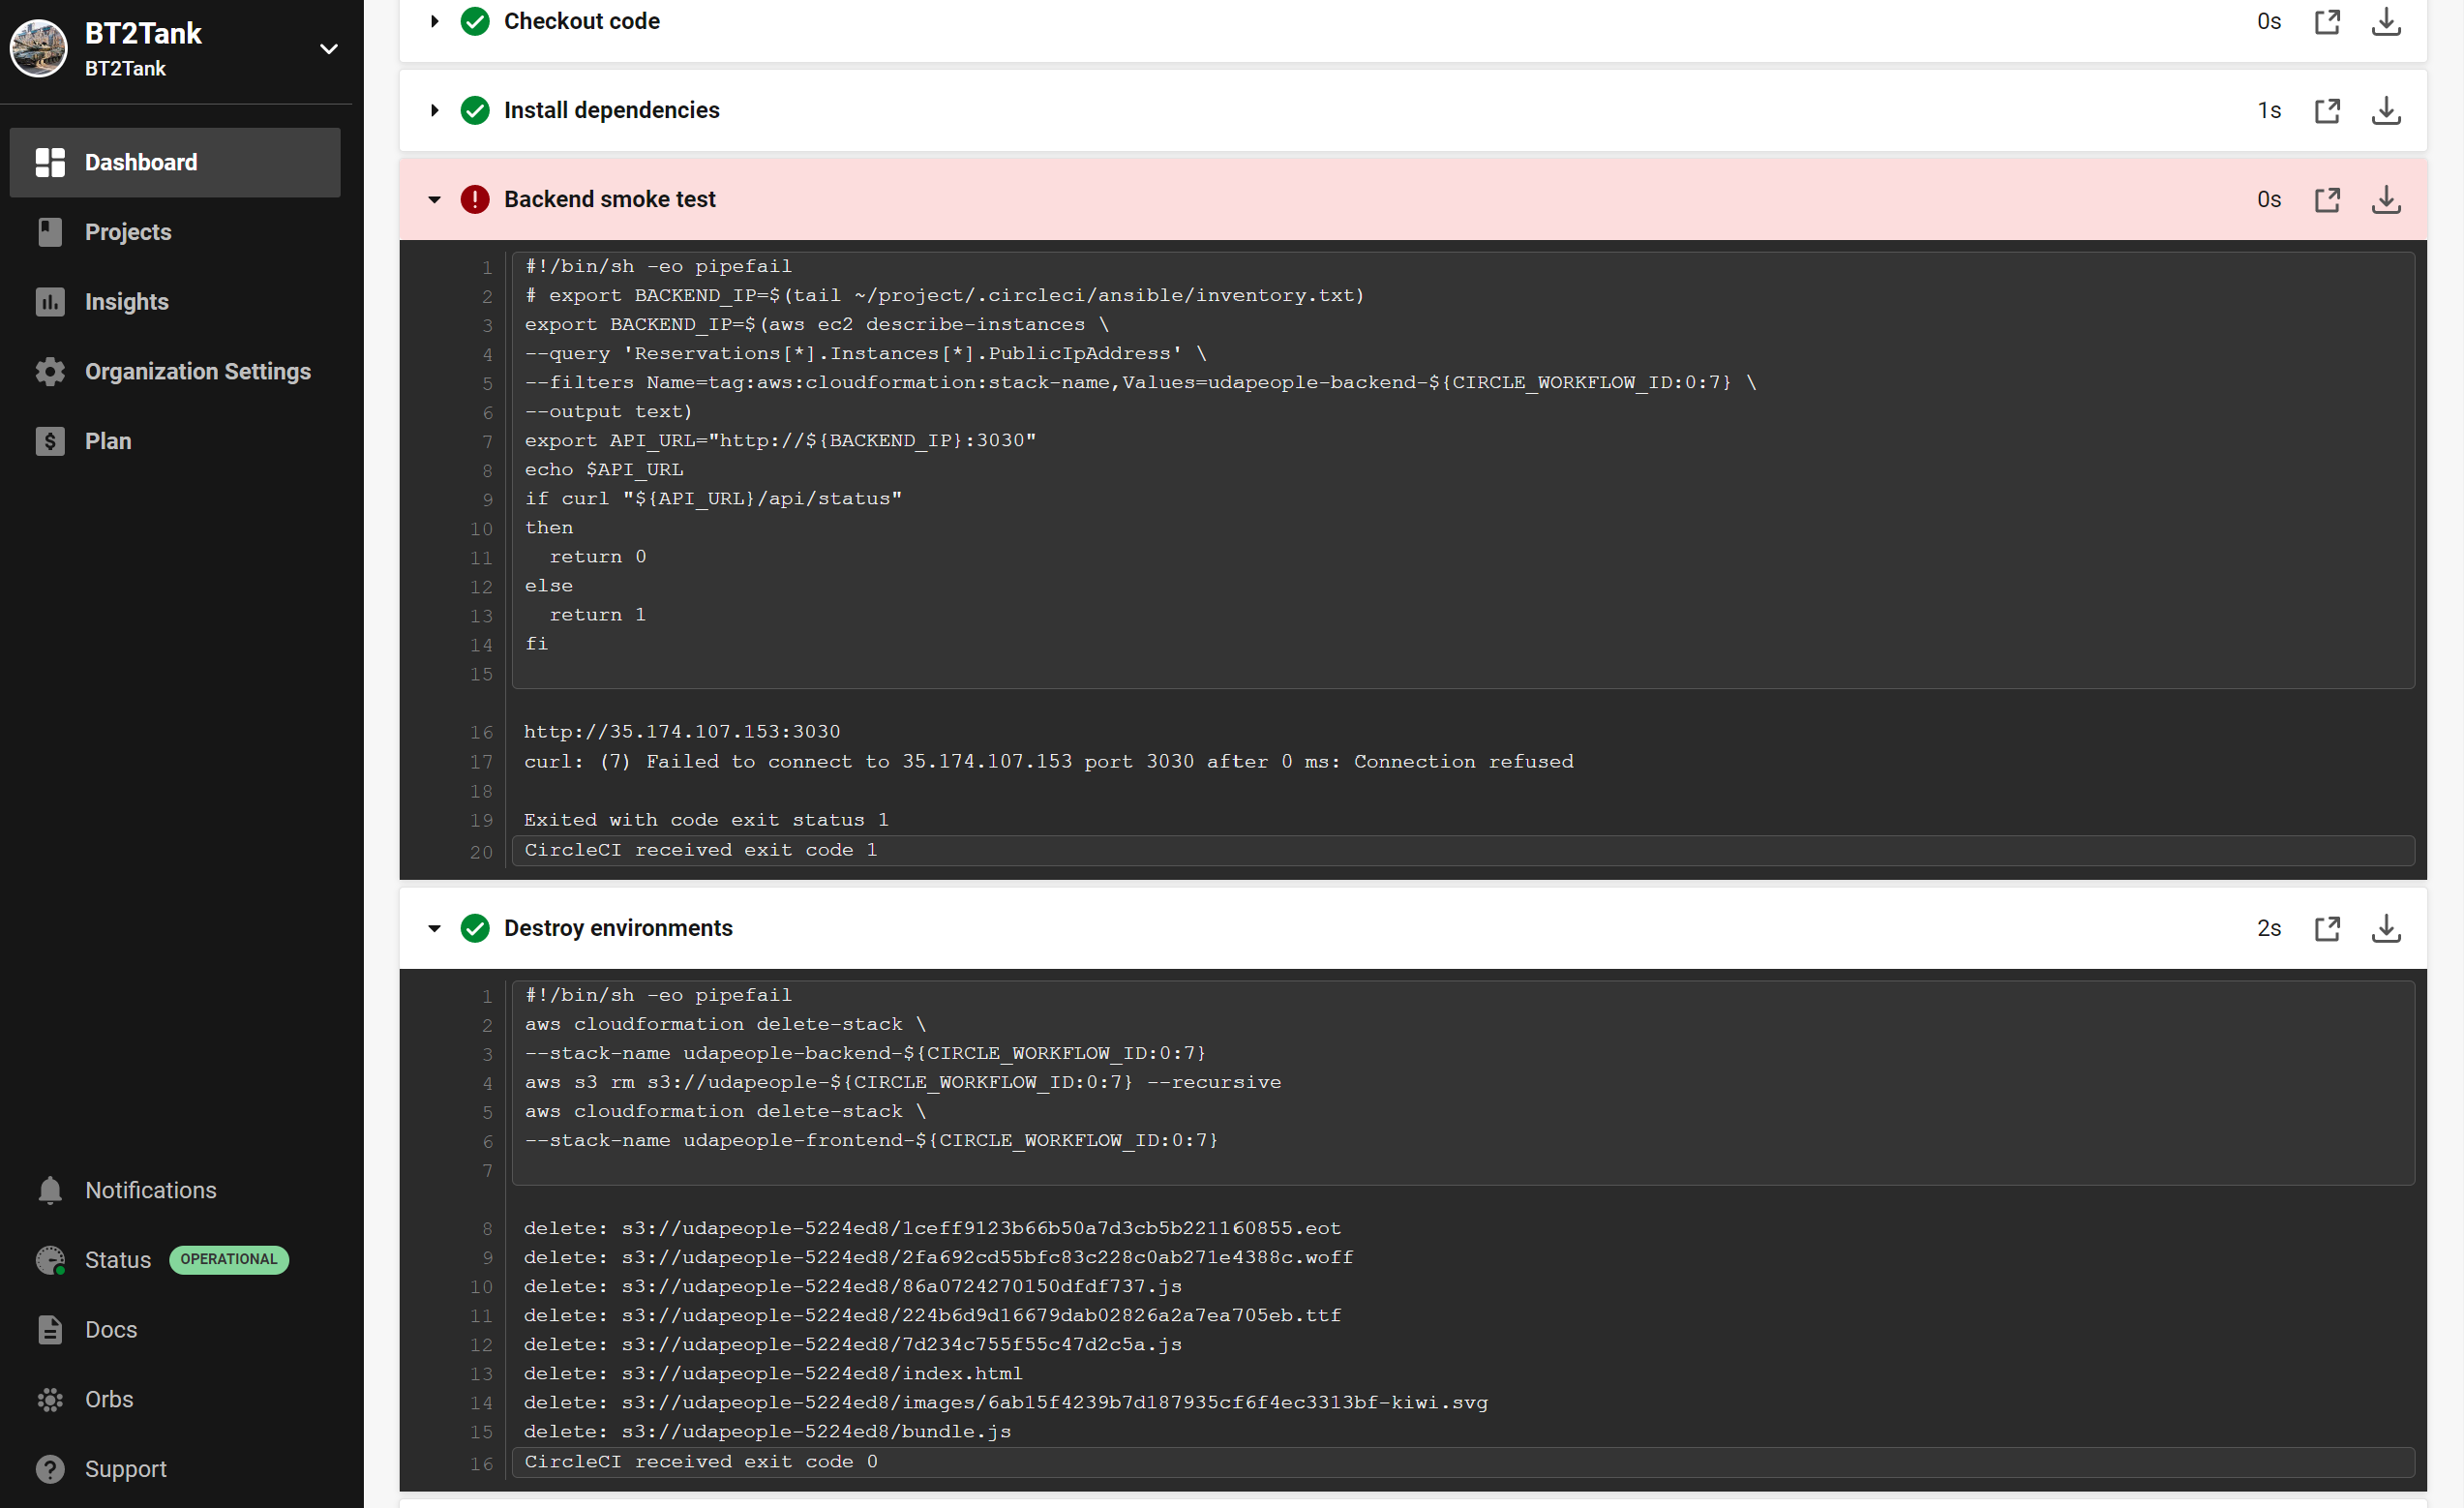 BT2Tank
BT2Tank
Dashboard
Projects
Insights
Organization Settings
Plan
Notifications
Status OPERATIONAL
Docs
Orbs
Support
Checkout code 0s
Install dependencies 1s
Backend smoke test 0s
1 #!/bin/sh -eo pipefail
2 # export BACKEND_IP=$(tail ~/project/.circleci/ansible/inventory.txt)
3 export BACKEND_IP=$(aws ec2 describe-instances \
4 --query 'Reservations[*].Instances[*].PublicIpAddress' \
5 --filters Name=tag:aws:cloudformation:stack-name,Values=udapeople-backend-${CIRCLE_WORKFLOW_ID:0:7} \
6 --output text)
7 export API_URL="http://${BACKEND_IP}:3030"
8 echo $API_URL
9 if curl "${API_URL}/api/status"
10 then
11 return 0
12 else
13 return 1
14 fi
15
16 http://35.174.107.153:3030
17 curl: (7) Failed to connect to 35.174.107.153 port 3030 after 0 ms: Connection refused
18
19 Exited with code exit status 1
20 CircleCI received exit code 1
Destroy environments 2s
1 #!/bin/sh -eo pipefail
2 aws cloudformation delete-stack \
3 --stack-name udapeople-backend-${CIRCLE_WORKFLOW_ID:0:7}
4 aws s3 rm s3://udapeople-${CIRCLE_WORKFLOW_ID:0:7} --recursive
5 aws cloudformation delete-stack \
6 --stack-name udapeople-frontend-${CIRCLE_WORKFLOW_ID:0:7}
7
8 delete: s3://udapeople-5224ed8/1ceff9123b66b50a7d3cb5b221160855.eot
9 delete: s3://udapeople-5224ed8/2fa692cd55bfc83c228c0ab271e4388c.woff
10 delete: s3://udapeople-5224ed8/86a0724270150dfdf737.js
11 delete: s3://udapeople-5224ed8/224b6d9d16679dab02826a2a7ea705eb.ttf
12 delete: s3://udapeople-5224ed8/7d234c755f55c47d2c5a.js
13 delete: s3://udapeople-5224ed8/index.html
14 delete: s3://udapeople-5224ed8/images/6ab15f4239b7d187935cf6f4ec3313bf-kiwi.svg
15 delete: s3://udapeople-5224ed8/bundle.js
16 CircleCI received exit code 0